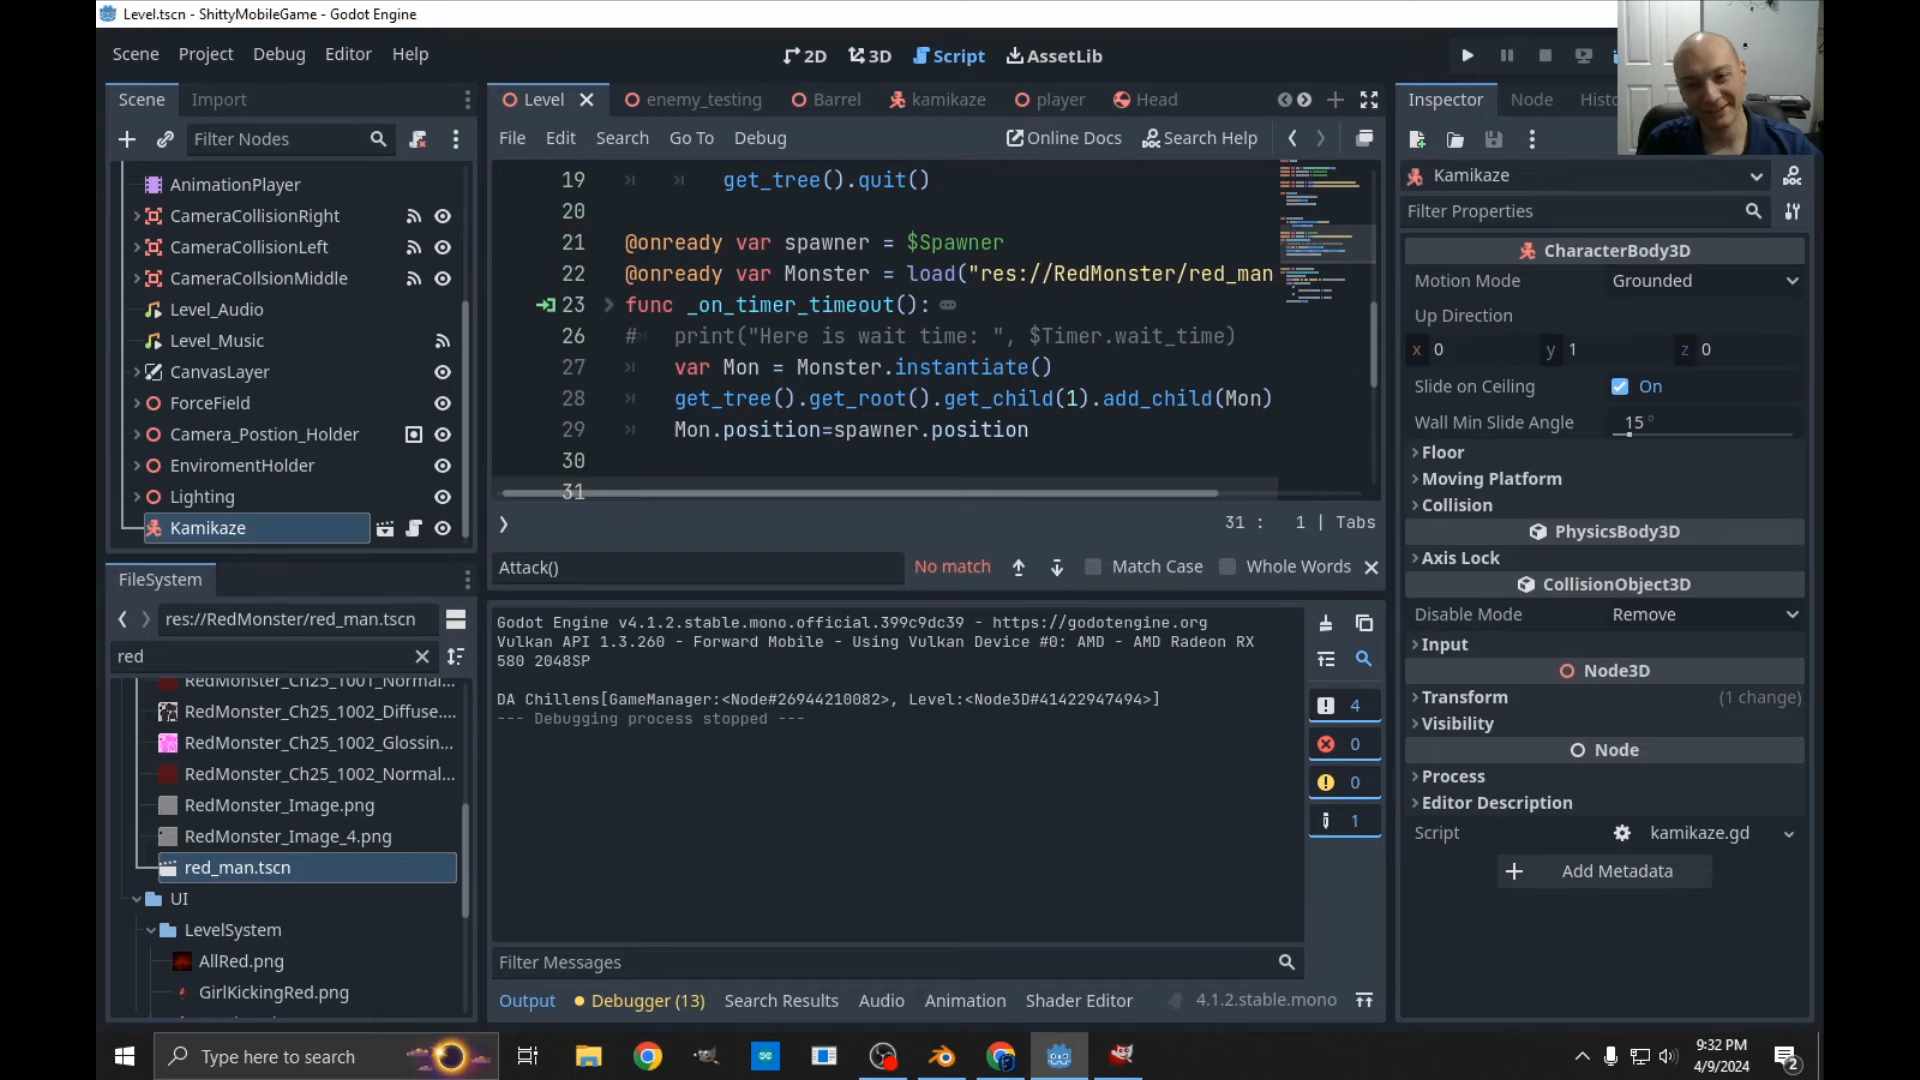 Level.tscn - ShittyMobileGame - Godot Engine
Scene Project Debug Editor Help
2D 3D Script AssetLib
Scene Import
Level enemy_testing Barrel kamikaze player Head
Inspector Node Histo
Filter Nodes
File Edit Search Go To Debug Online Docs Search Help
AnimationPlayer
CameraCollisionRight
CameraCollisionLeft
CameraCollsionMiddle
Level_Audio
Level_Music
CanvasLayer
ForceField
Camera_Postion_Holder
EnviromentHolder
Lighting
Kamikaze
19 get_tree().quit()
20
21 @onready var spawner = $Spawner
22 @onready var Monster = load("res://RedMonster/red_man
23 func _on_timer_timeout():
26 # print("Here is wait time: ", $Timer.wait_time)
27 var Mon = Monster.instantiate()
28 get_tree().get_root().get_child(1).add_child(Mon)
29 Mon.position=spawner.position
30
31
31 : 1 | Tabs
Attack() No match Match Case Whole Words
FileSystem
res://RedMonster/red_man.tscn
red
RedMonster_Ch25_1001_Normal...
RedMonster_Ch25_1002_Diffuse....
RedMonster_Ch25_1002_Glossin...
RedMonster_Ch25_1002_Normal...
RedMonster_Image.png
RedMonster_Image_4.png
red_man.tscn
UI
LevelSystem
AllRed.png
GirlKickingRed.png
Godot Engine v4.1.2.stable.mono.official.399c9dc39 - https://godotengine.org
Vulkan API 1.3.260 - Forward Mobile - Using Vulkan Device #0: AMD - AMD Radeon RX
580 2048SP
DA Chillens[GameManager:<Node#26944210082>, Level:<Node3D#41422947494>]
--- Debugging process stopped ---
4
0
0
1
Filter Messages
Output Debugger (13) Search Results Audio Animation Shader Editor 4.1.2.stable.mono
Kamikaze
Filter Properties
CharacterBody3D
Motion Mode Grounded
Up Direction
x 0 y 1 z 0
Slide on Ceiling On
Wall Min Slide Angle 15 °
Floor
Moving Platform
Collision
PhysicsBody3D
Axis Lock
CollisionObject3D
Disable Mode Remove
Input
Node3D
Transform (1 change)
Visibility
Node
Process
Editor Description
Script kamikaze.gd
Add Metadata
Type here to search
9:32 PM
4/9/2024
2